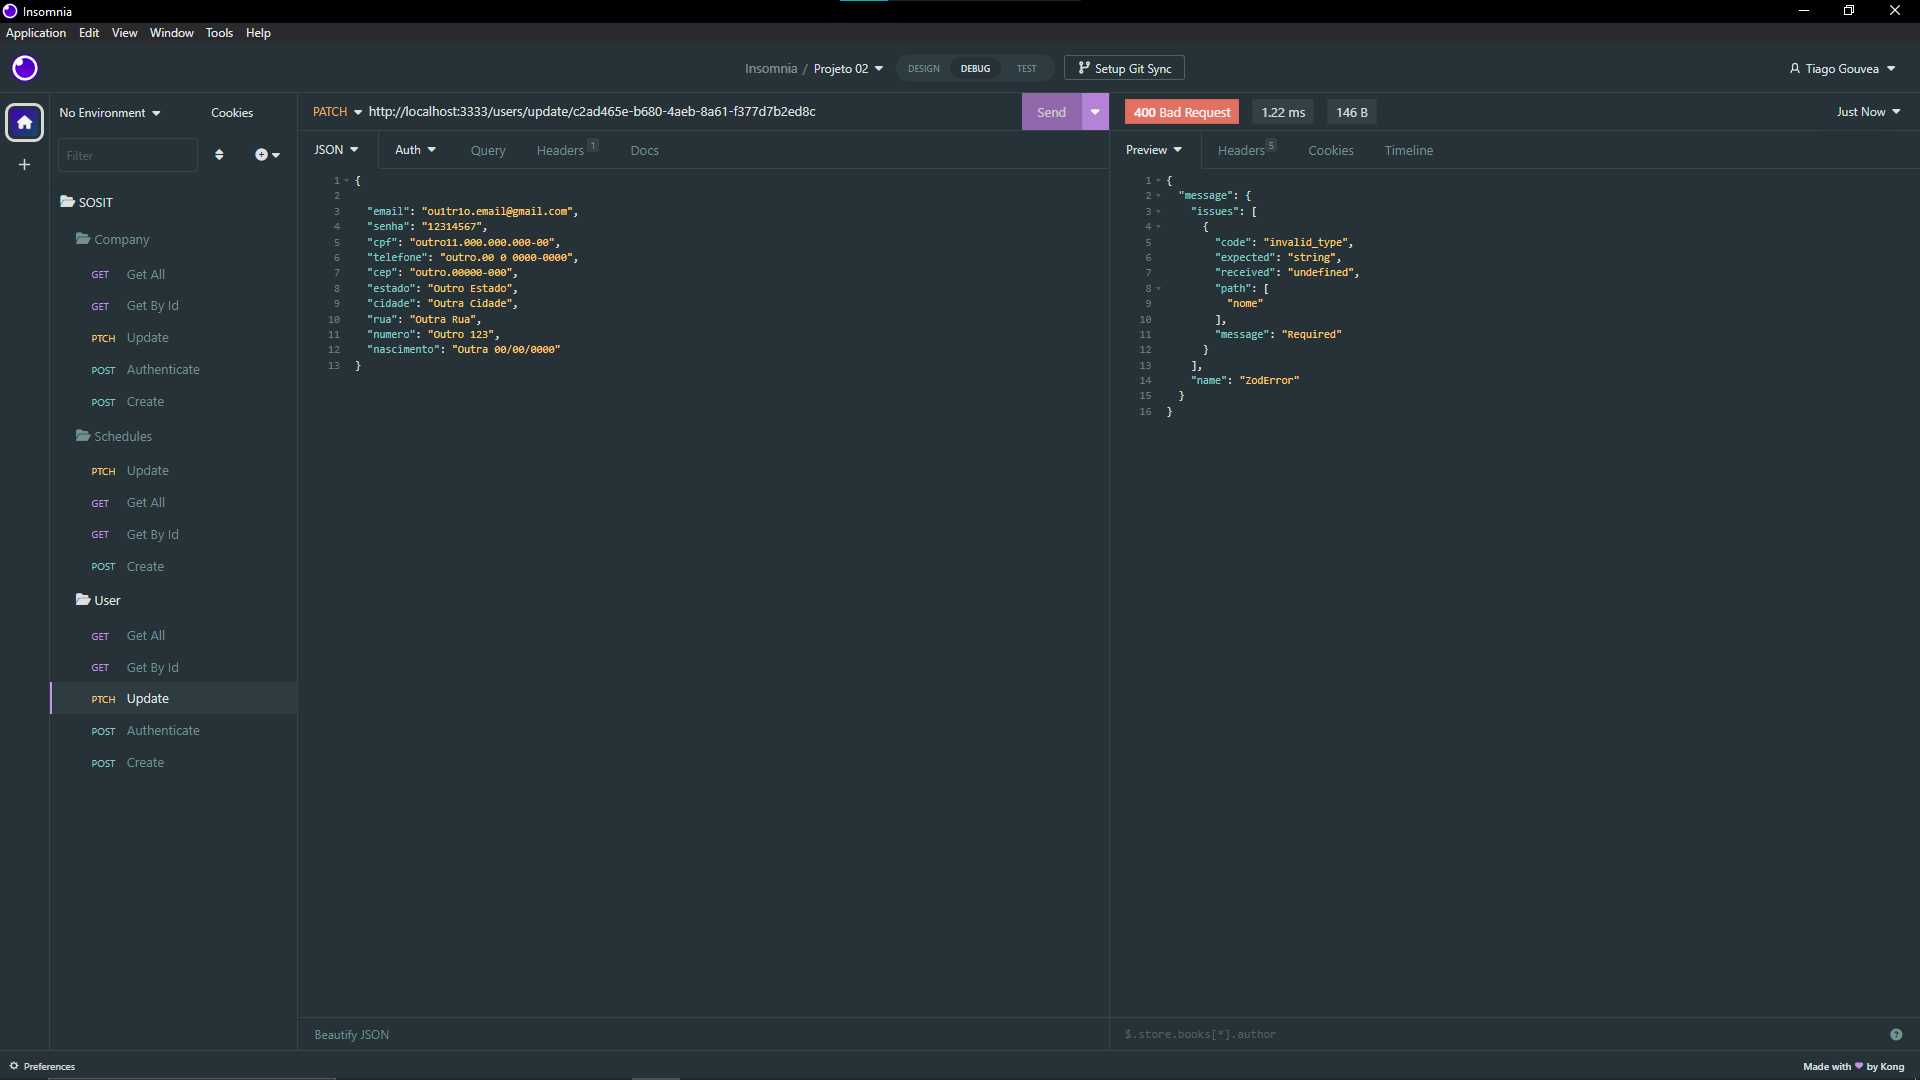 Insomnia
Application Edit View Window Tools Help
Insomnia / Projeto 02 DESIGN DEBUG TEST Setup Git Sync Tiago Gouvea
No Environment Cookies
Filter
SOSIT
Company
GET Get All
GET Get By Id
PTCH Update
POST Authenticate
POST Create
Schedules
PTCH Update
GET Get All
GET Get By Id
POST Create
User
GET Get All
GET Get By Id
PTCH Update
POST Authenticate
POST Create
PATCH http://localhost:3333/users/update/c2ad465e-b680-4aeb-8a61-f377d7b2ed8c Send
JSON Auth Query Headers 1 Docs
1 {
2
3 "email": "ou1tr1o.email@gmail.com",
4 "senha": "12314567",
5 "cpf": "outro11.000.000.000-00",
6 "telefone": "outro.00 0 0000-0000",
7 "cep": "outro.00000-000",
8 "estado": "Outro Estado",
9 "cidade": "Outra Cidade",
10 "rua": "Outra Rua",
11 "numero": "Outro 123",
12 "nascimento": "Outra 00/00/0000"
13 }
Beautify JSON
400 Bad Request 1.22 ms 146 B Just Now
Preview Headers 5 Cookies Timeline
1 {
2 "message": {
3 "issues": [
4 {
5 "code": "invalid_type",
6 "expected": "string",
7 "received": "undefined",
8 "path": [
9 "nome"
10 ],
11 "message": "Required"
12 }
13 ],
14 "name": "ZodError"
15 }
16 }
$.store.books[*].author
Preferences
Made with ♥ by Kong